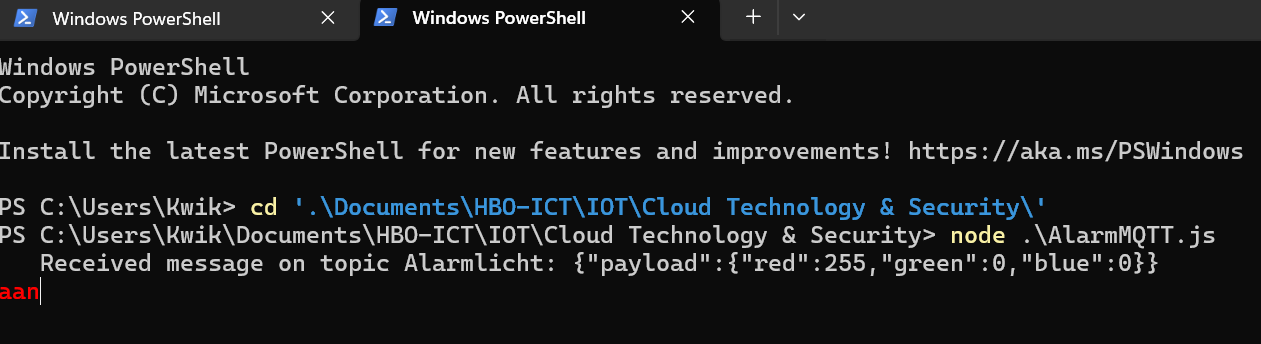 Windows PowerShell
Windows PowerShell
Windows PowerShell
Copyright (C) Microsoft Corporation. All rights reserved.
Install the latest PowerShell for new features and improvements! https://aka.ms/PSWindows
PS C:\Users\Kwik> cd '.\Documents\HBO-ICT\IOT\Cloud Technology & Security\'
PS C:\Users\Kwik\Documents\HBO-ICT\IOT\Cloud Technology & Security> node .\AlarmMQTT.js
Received message on topic Alarmlicht: {"payload":{"red":255,"green":0,"blue":0}}
aan